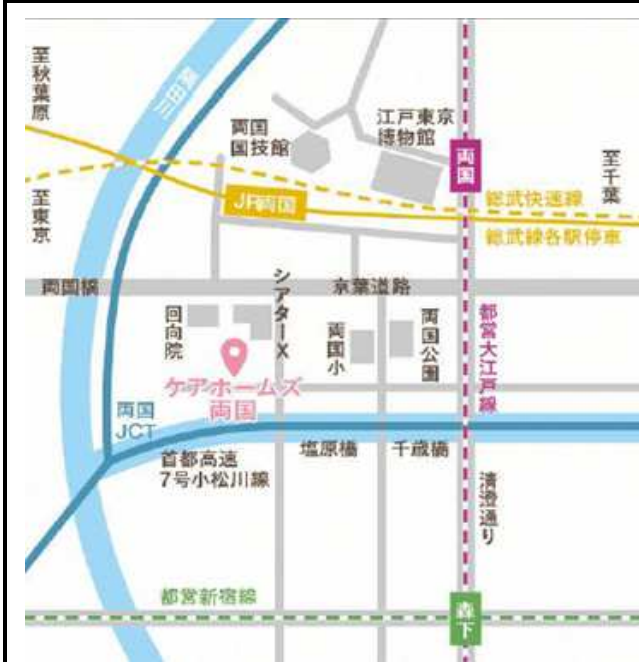 至秋葉原
隅田川
両国
国技館
江戸東京
博物館
両国
至千葉
至東京
JR両国
総武快速線
総武線各駅停車
両国橋
シアターX
京葉道路
回向院
両国小
両国公園
都営大江戸線
ケアホームズ
両国
両国
JCT
首都高速
7号小松川線
塩原橋
千歳橋
清澄通り
都営新宿線
森下